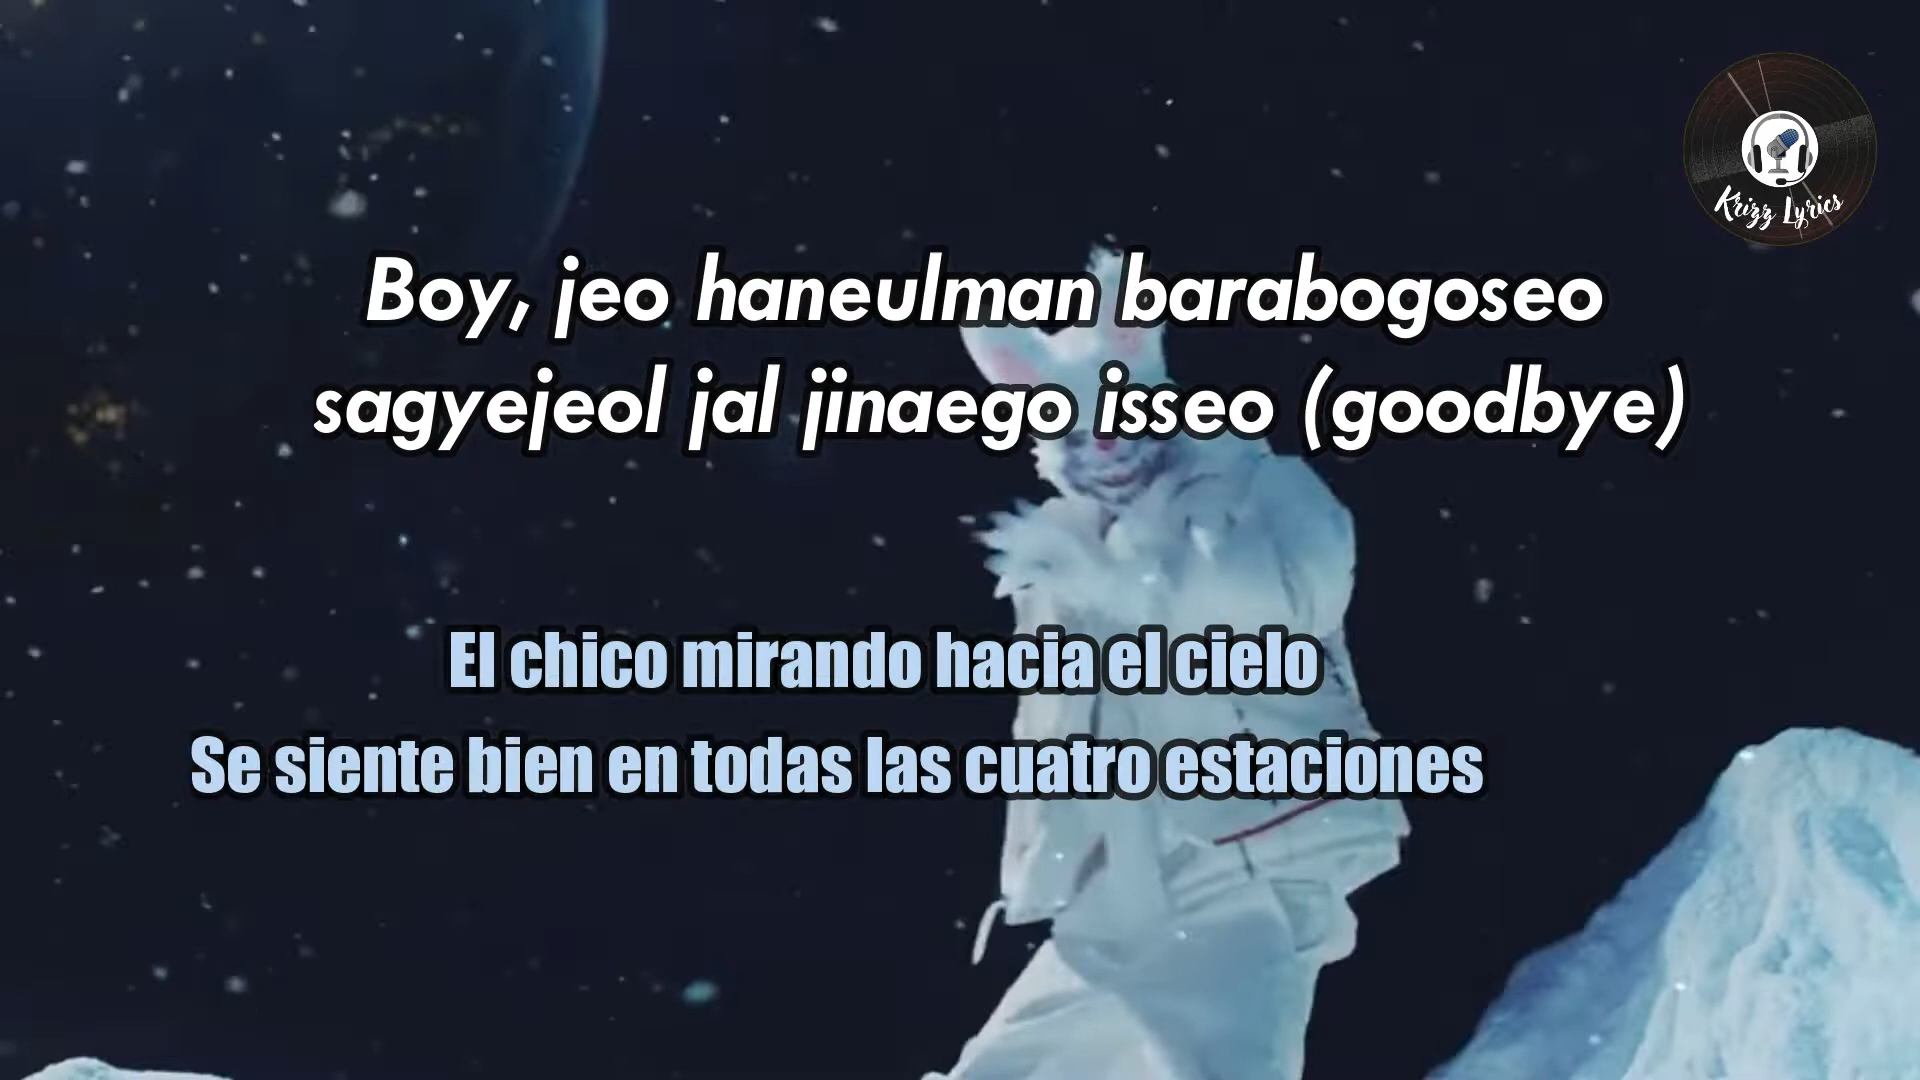 Krizz Lyrics
Boy, jeo haneulman barabogoseo
sagyejeol jal jinaego isseo (goodbye)
El chico mirando hacia el cielo
Se siente bien en todas las cuatro estaciones